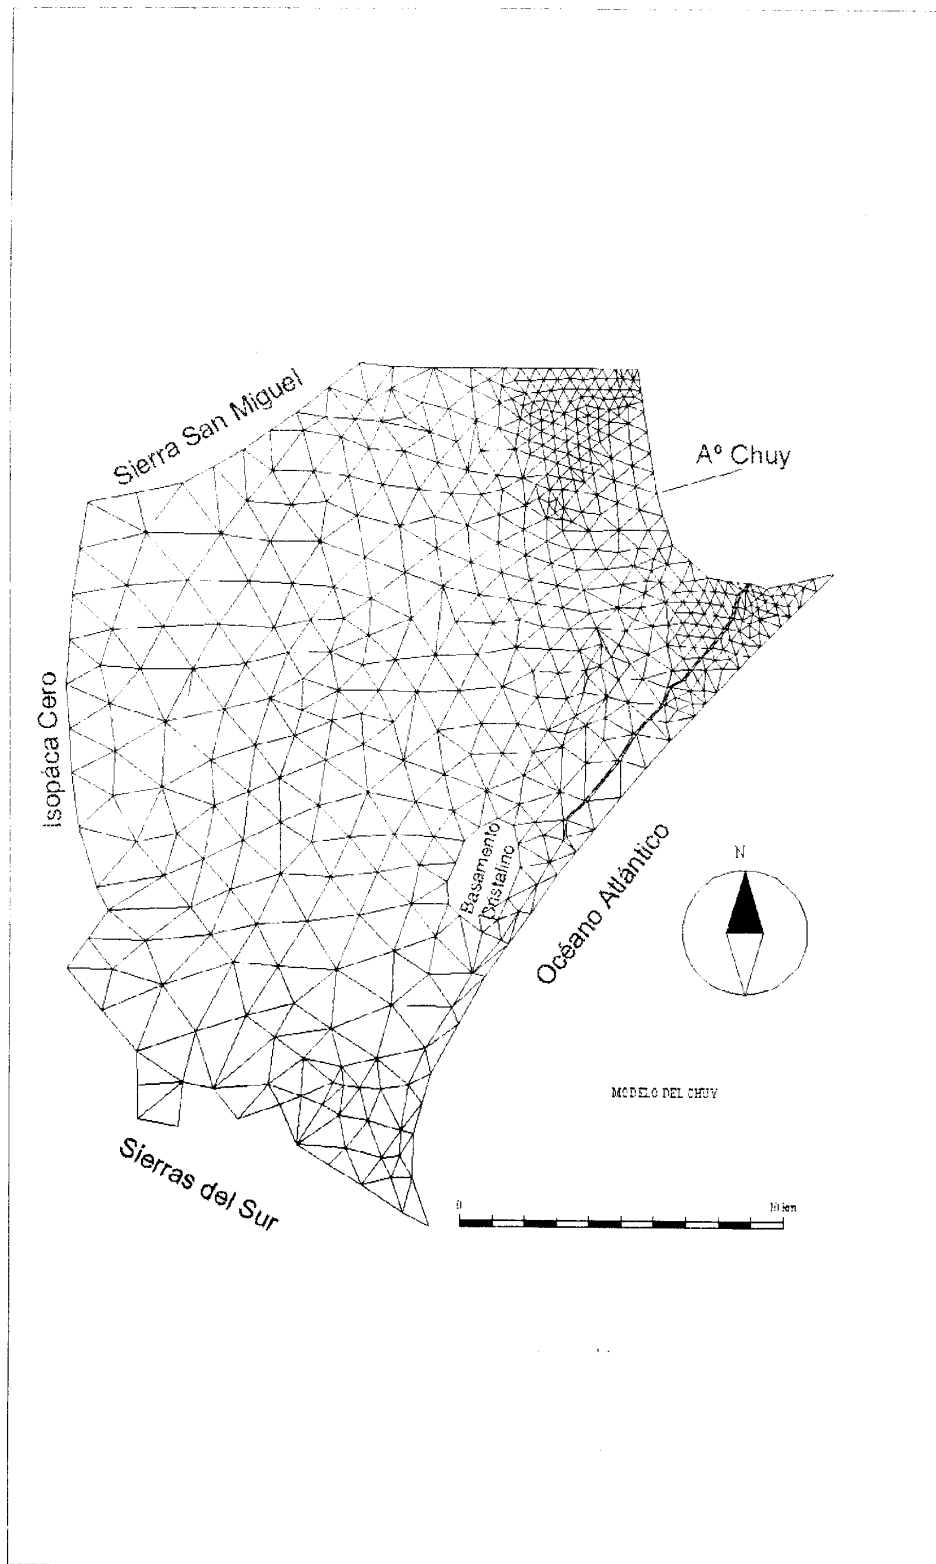 Sierra San Miguel
Aº Chuy
Isopáca Cero
Basamento
Cristalino
Océano Atlántico
N
MODELO DEL CHUY
Sierras del Sur
0
10 km